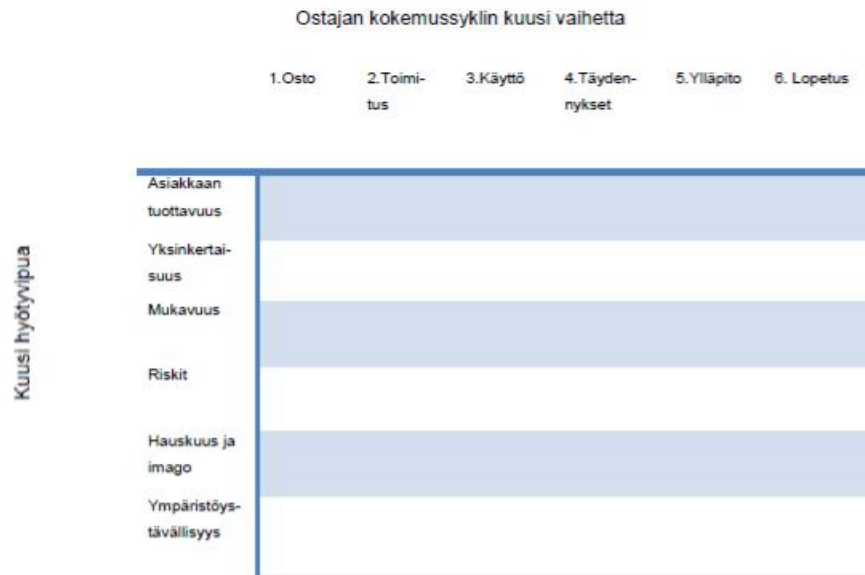 Ostajan kokemussyklin kuusi vaihetta
1.Osto 2.Toimi- 3.Käyttö 4.Täyden- 5.Ylläpito 6. Lopetus
tus nykset
Kuusi hyötyvipua
Asiakkaan
tuottavuus
Yksinkertai-
suus
Mukavuus
Riskit
Hauskuus ja
imago
Ympäristöys-
tävällisyys